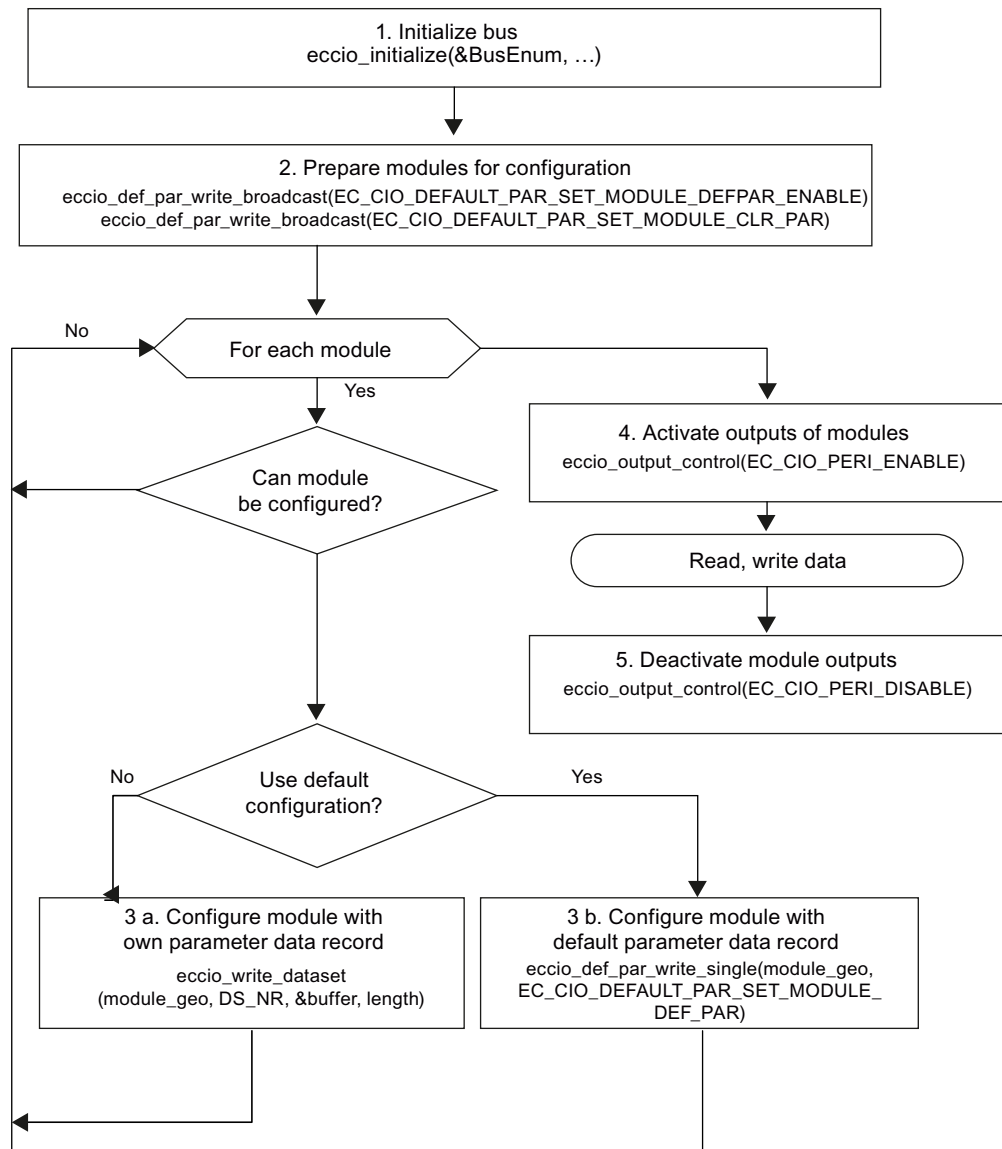 1. Initialize bus
eccio_initialize(&BusEnum, …)
2. Prepare modules for configuration
eccio_def_par_write_broadcast(EC_CIO_DEFAULT_PAR_SET_MODULE_DEFPAR_ENABLE)
eccio_def_par_write_broadcast(EC_CIO_DEFAULT_PAR_SET_MODULE_CLR_PAR)
No
For each module
Yes
Can module
be configured?
4. Activate outputs of modules
eccio_output_control(EC_CIO_PERI_ENABLE)
Read, write data
5. Deactivate module outputs
eccio_output_control(EC_CIO_PERI_DISABLE)
No
Use default
configuration?
Yes
3 a. Configure module with
own parameter data record
eccio_write_dataset
(module_geo, DS_NR, &buffer, length)
3 b. Configure module with
default parameter data record
eccio_def_par_write_single(module_geo,
EC_CIO_DEFAULT_PAR_SET_MODULE_
DEF_PAR)